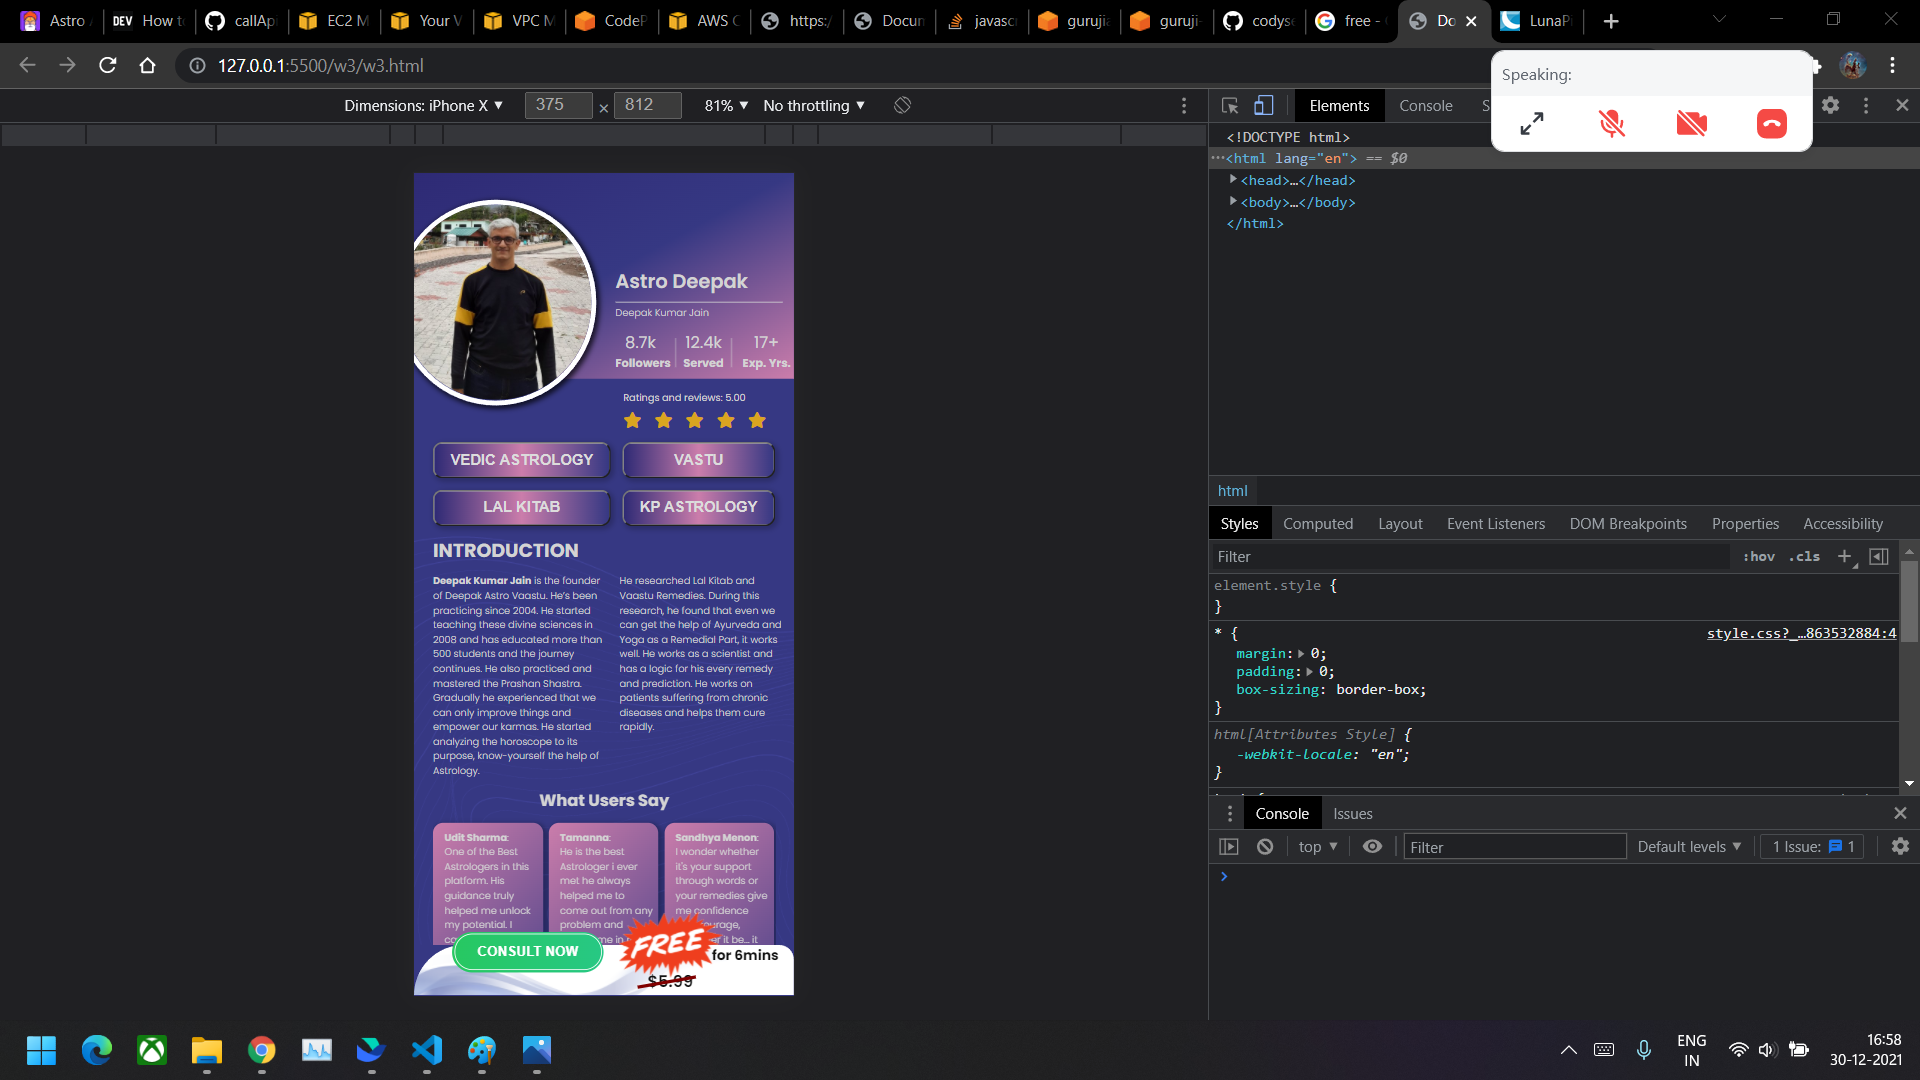 Astro
DEV How to
callAp
EC2 M
Your V
VPC M
CodeP
AWS C
https:/
Docum
javascr
guruji
guruji-
codyse
free -
Do
LunaP
127.0.0.1:5500/w3/w3.html
Speaking:
Dimensions: iPhone X ▼ 375 × 812 81% ▼ No throttling ▼
Elements Console
<!DOCTYPE html>
<html lang="en"> == $0
<head>…</head>
<body>…</body>
</html>
Astro Deepak
Deepak Kumar Jain
8.7k 12.4k 17+
Followers Served Exp. Yrs.
Ratings and reviews: 5.00
VEDIC ASTROLOGY VASTU
LAL KITAB KP ASTROLOGY
INTRODUCTION
Deepak Kumar Jain is the founder
of Deepak Astro Vaastu. He's been
practicing since 2004. He started
teaching these divine sciences in
2008 and has educated more than
500 students and the journey
continues. He also practiced and
mastered the Prashan Shastra.
Gradually he experienced that we
can only improve things and
empower our karmas. He started
analyzing the horoscope to its
purpose, know-yourself the help of
Astrology.
He researched Lal Kitab and
Vaastu Remedies. During this
research, he found that even we
can get the help of Ayurveda and
Yoga as a Remedial Part, it works
well. He works as a scientist and
has a logic for his every remedy
and prediction. He works on
patients suffering from chronic
diseases and helps them cure
rapidly.
What Users Say
Udit Sharma:
One of the Best
Astrologers in this
platform. His
guidance truly
helped me unlock
my potential. I
Tamanna:
He is the best
Astrologer i ever
met he always
helped me to
come out from any
problem and
Sandhya Menon:
I wonder whether
it's your support
through words or
your remedies give
me confidence
it be... it
CONSULT NOW
FREE
for 6mins
$5.99
html
Styles Computed Layout Event Listeners DOM Breakpoints Properties Accessibility
Filter :hov .cls
element.style {
}
* { style.css?_…863532884:4
margin: 0;
padding: 0;
box-sizing: border-box;
}
html[Attributes Style] {
-webkit-locale: "en";
}
Console Issues
top ▼ Filter Default levels ▼ 1 Issue: 1
ENG
IN
16:58
30-12-2021